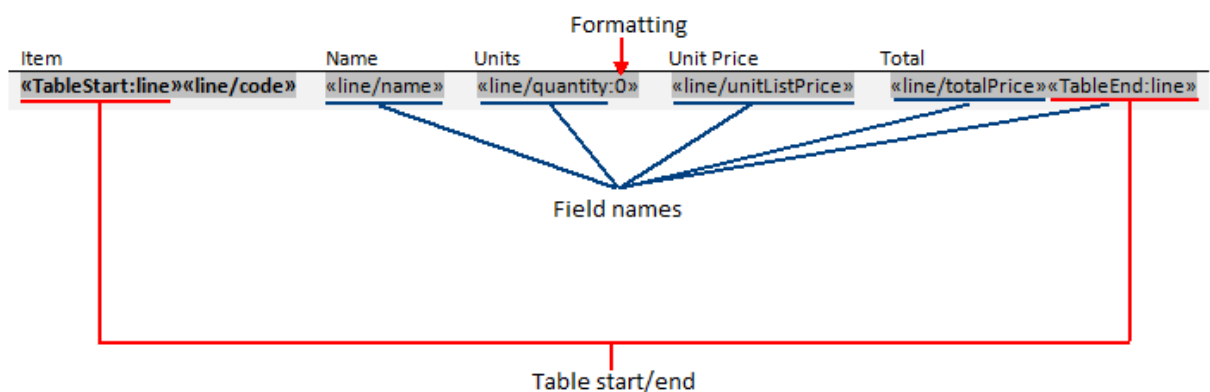 Formatting
Item Name Units Unit Price Total
«TableStart:line»«line/code» «line/name» «line/quantity:0» «line/unitListPrice» «line/totalPrice»«TableEnd:line»
Field names
Table start/end